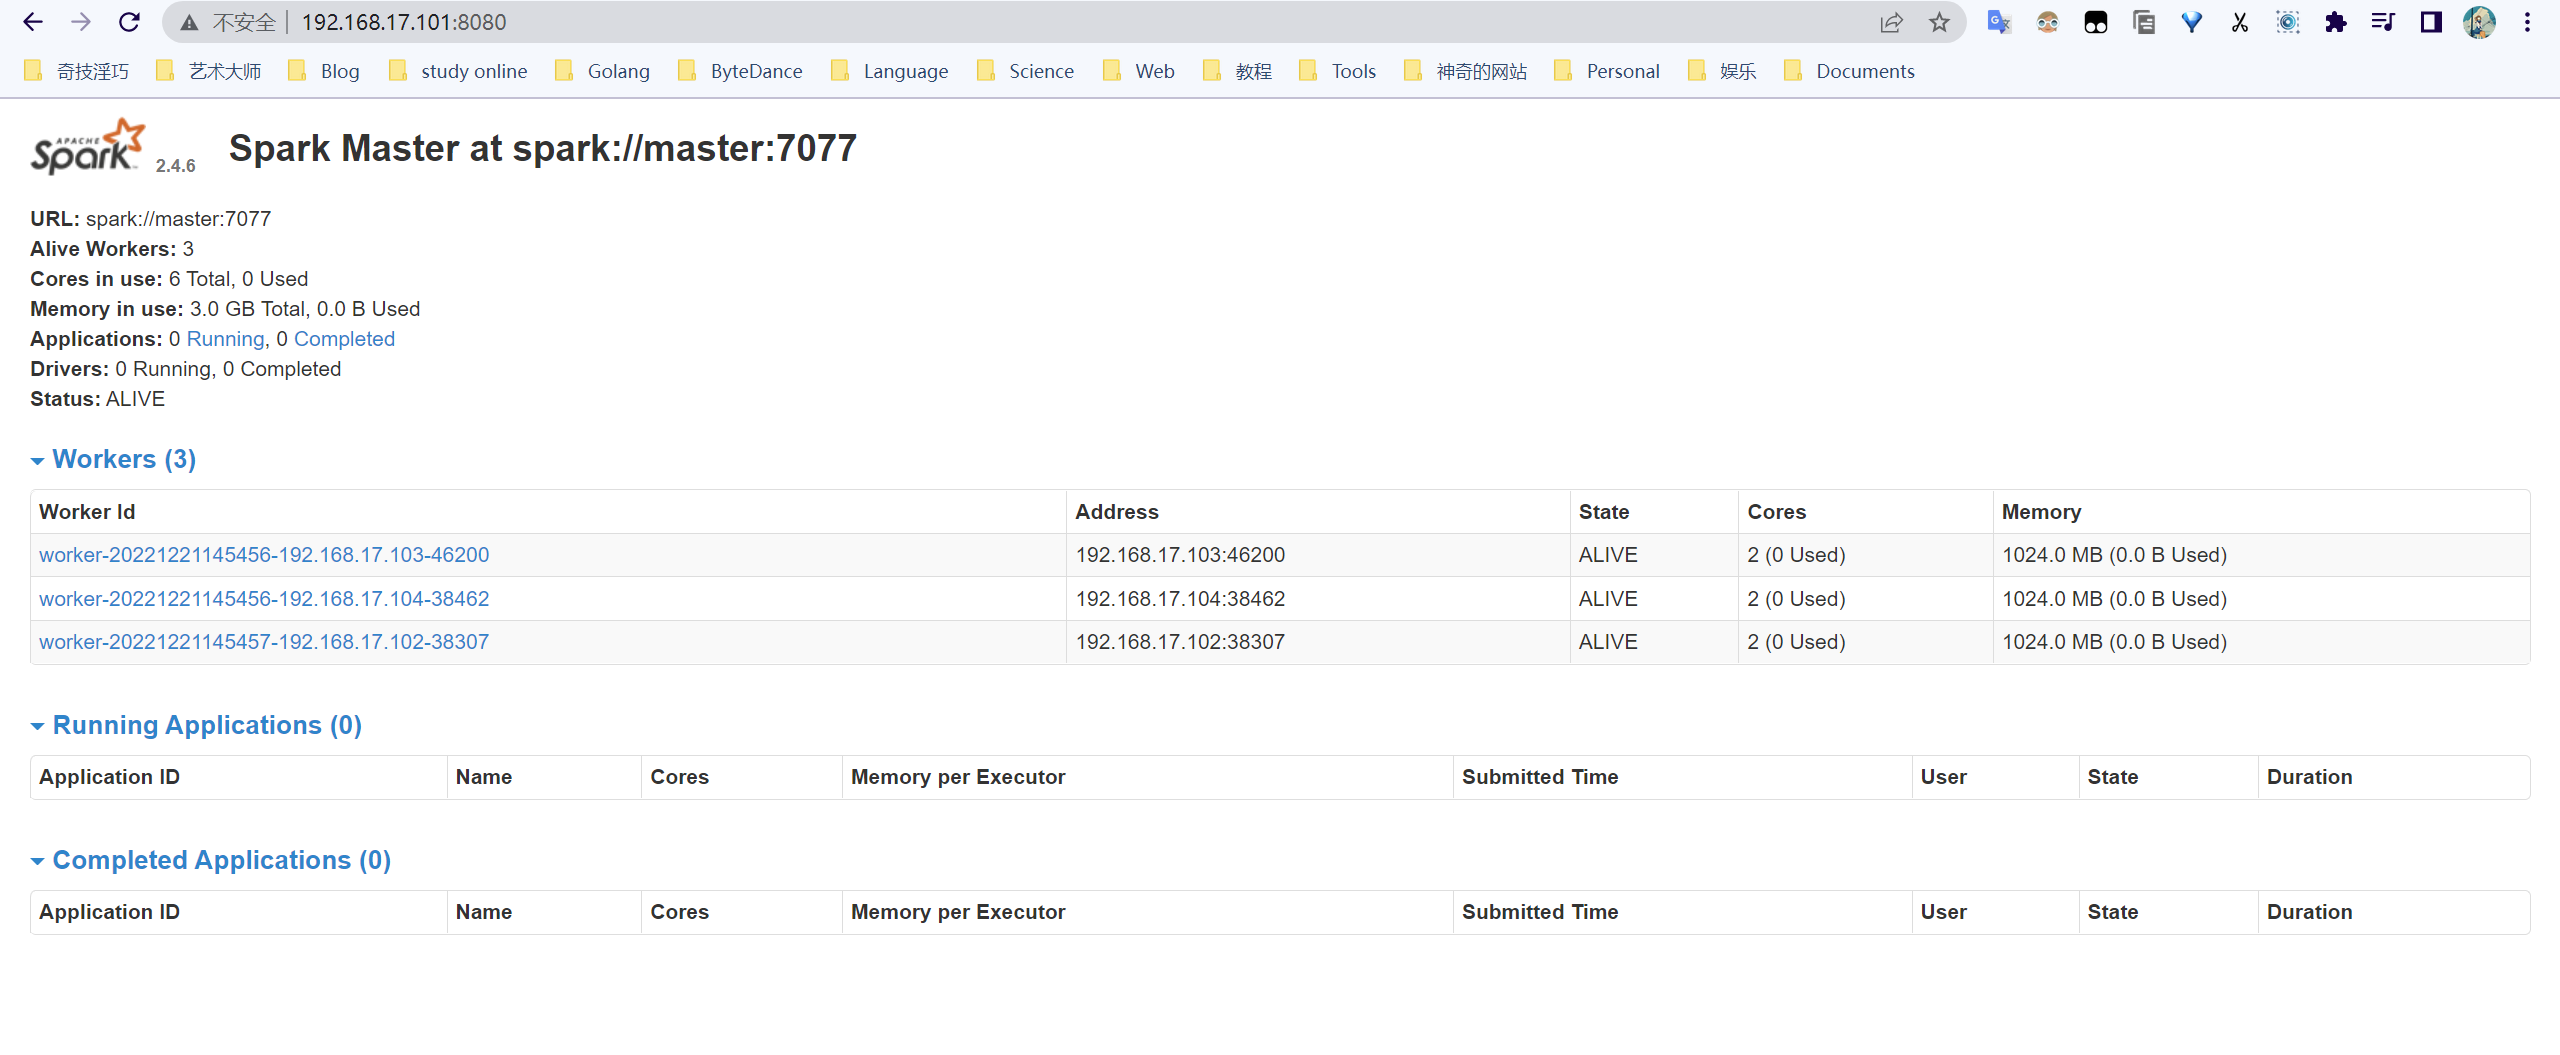 不安全 192.168.17.101:8080
奇技淫巧 艺术大师 Blog study online Golang ByteDance Language Science Web 教程 Tools 神奇的网站 Personal 娱乐 Documents
APACHE Spark™ 2.4.6 Spark Master at spark://master:7077
URL: spark://master:7077
Alive Workers: 3
Cores in use: 6 Total, 0 Used
Memory in use: 3.0 GB Total, 0.0 B Used
Applications: 0 Running, 0 Completed
Drivers: 0 Running, 0 Completed
Status: ALIVE
Workers (3)
Worker Id Address State Cores Memory
worker-20221221145456-192.168.17.103-46200 192.168.17.103:46200 ALIVE 2 (0 Used) 1024.0 MB (0.0 B Used)
worker-20221221145456-192.168.17.104-38462 192.168.17.104:38462 ALIVE 2 (0 Used) 1024.0 MB (0.0 B Used)
worker-20221221145457-192.168.17.102-38307 192.168.17.102:38307 ALIVE 2 (0 Used) 1024.0 MB (0.0 B Used)
Running Applications (0)
Application ID Name Cores Memory per Executor Submitted Time User State Duration
Completed Applications (0)
Application ID Name Cores Memory per Executor Submitted Time User State Duration